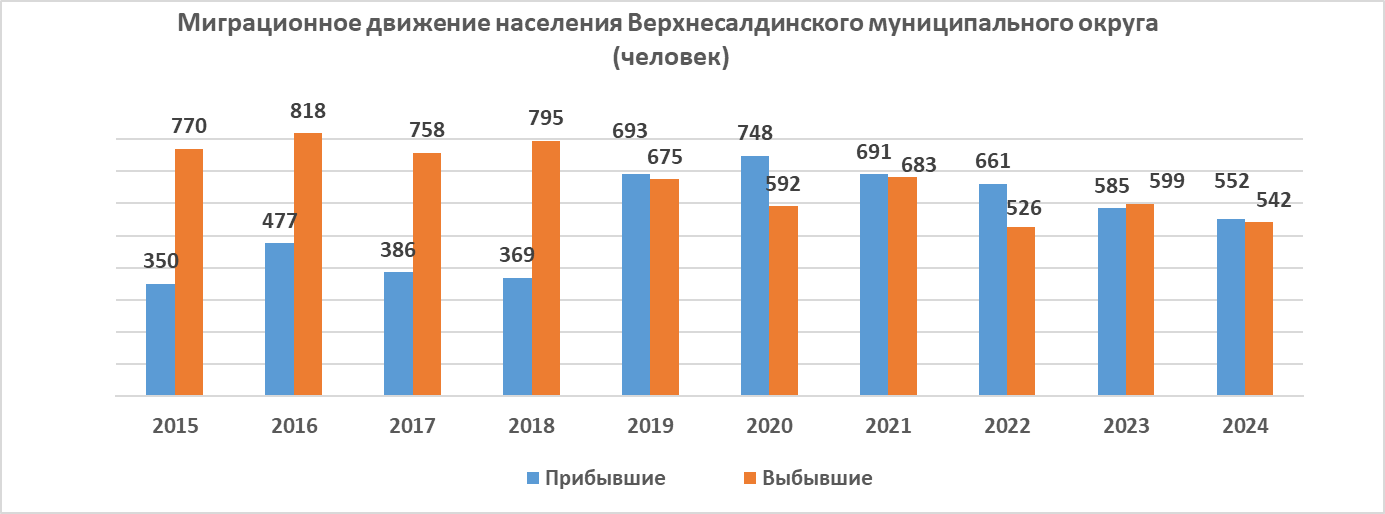 Миграционное движение населения Верхнесалдинского муниципального округа
(человек)
350 770 477 818 386 758 369 795 693 675 748 592 691 683 661 526 585 599 552 542
2015 2016 2017 2018 2019 2020 2021 2022 2023 2024
Прибывшие Выбывшие